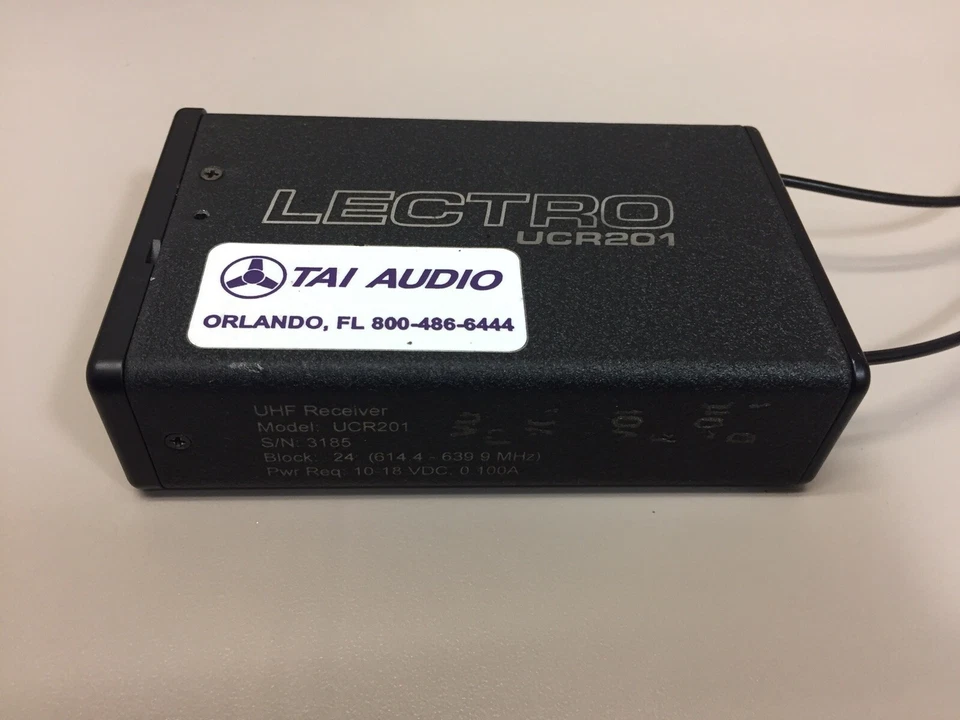 LECTRO
UCR201
TAI AUDIO
ORLANDO, FL 800-486-6444
UHF Receiver
Model: UCR201
S/N: 3185
Block: 24 (614.4 - 639.9 MHz)
Pwr Req: 10-18 VDC, 0.100A